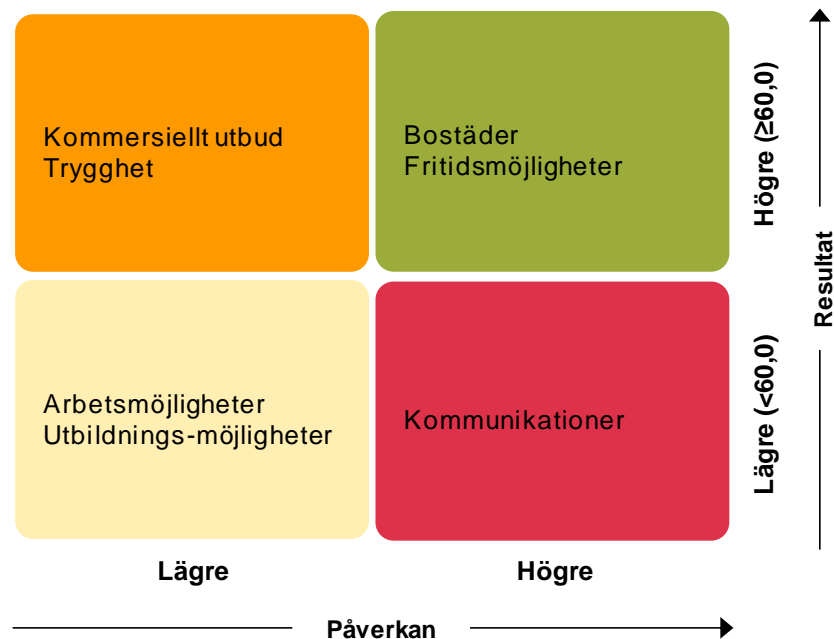 Kommersiellt utbud
Trygghet
Bostäder
Fritidsmöjligheter
Högre (≥60,0)
Resultat
Arbetsmöjligheter
Utbildnings-möjligheter
Kommunikationer
Lägre (<60,0)
Lägre
Högre
Påverkan